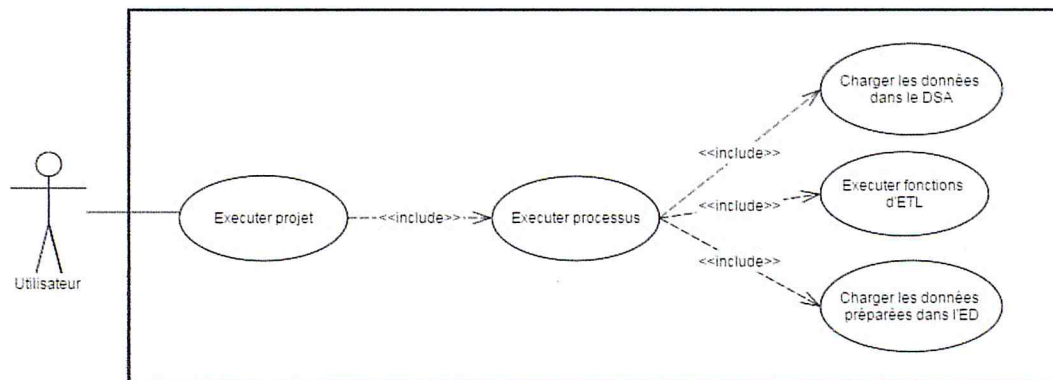 Charger les données
dans le DSA
<<include>>
Executer fonctions
d'ETL
<<include>>
Executer projet
<<include>>
Executer processus
<<include>>
Utilisateur
Charger les données
préparées dans l'ED